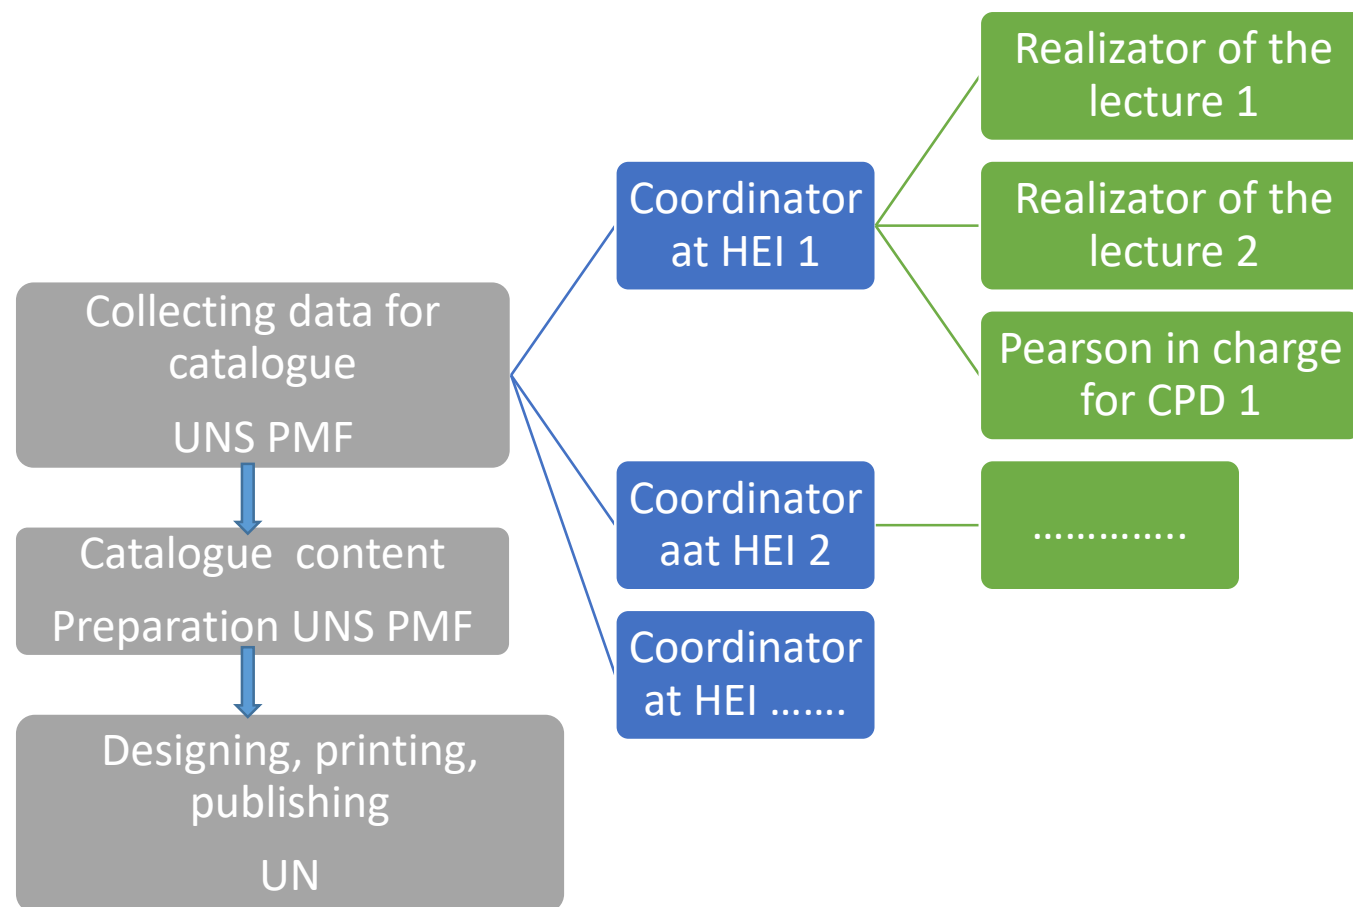 Collecting data for
catalogue
UNS PMF
Catalogue  content
Preparation UNS PMF
Designing, printing,
publishing
UN
Coordinator
at HEI 1
Coordinator
aat HEI 2
Coordinator
at HEI .......
Realizator of the
lecture 1
Realizator of the
lecture 2
Pearson in charge
for CPD 1
…………..